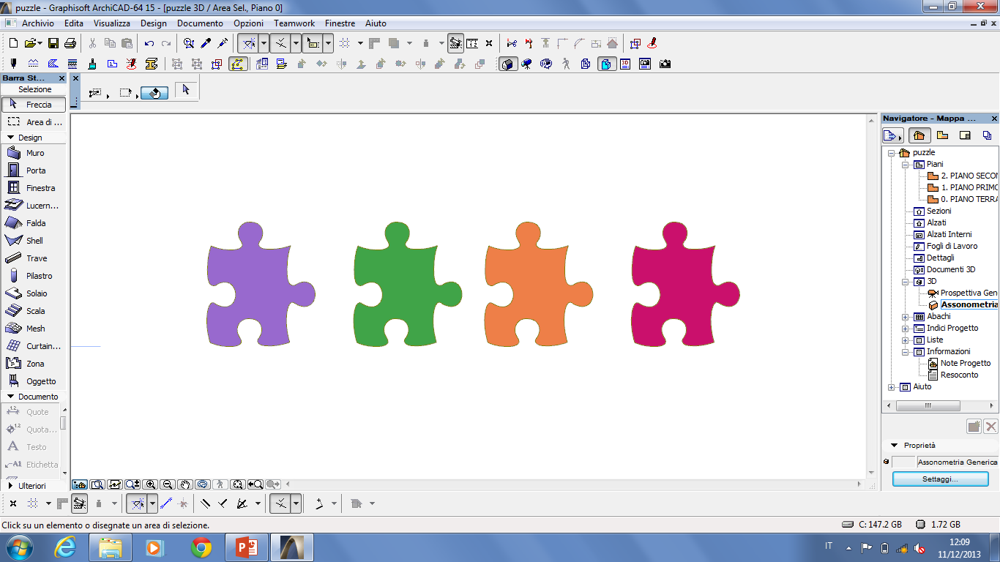 puzzle - Graphisoft ArchiCAD-64 15 - [puzzle 3D / Area Sel., Piano 0]
Archivio Edita Visualizza Design Documento Opzioni Teamwork Finestre Aiuto
Barra St...
Selezione
Freccia
Area di ...
Design
Muro
Porta
Finestra
Lucern...
Falda
Shell
Trave
Pilastro
Solaio
Scala
Mesh
Curtain...
Zona
Oggetto
Documento
Quote
Quota...
Testo
Etichetta
Ulteriori
Navigatore - Mappa ...
puzzle
Piani
2. PIANO SECON
1. PIANO PRIMO
0. PIANO TERRA
Sezioni
Alzati
Alzati Interni
Fogli di Lavoro
Dettagli
Documenti 3D
3D
Prospettiva Gen
Assonometria
Abachi
Indici Progetto
Liste
Informazioni
Note Progetto
Resoconto
Aiuto
Proprietà
Assonometria Generica
Settaggi...
Click su un elemento o disegnate un area di selezione.
C: 147.2 GB 1.72 GB
IT
12:09
11/12/2013